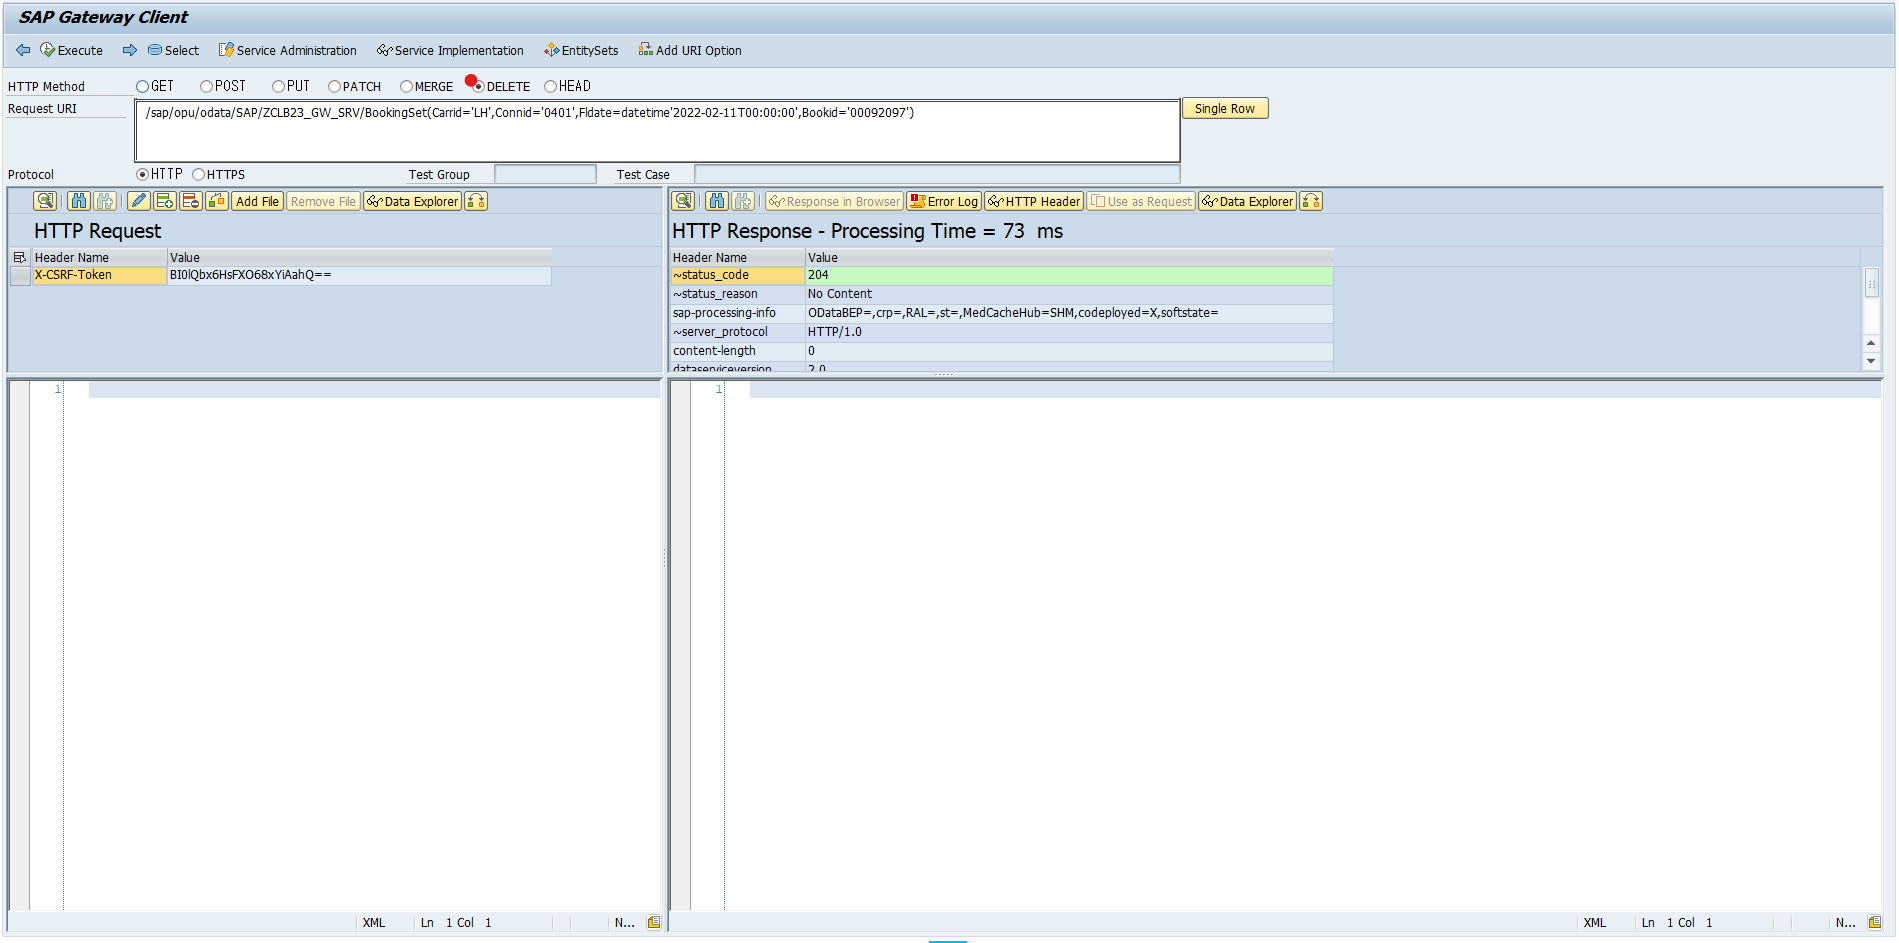 SAP Gateway Client
Execute Select Service Administration Service Implementation EntitySets Add URI Option
HTTP Method GET POST PUT PATCH MERGE DELETE HEAD
Request URI /sap/opu/odata/SAP/ZCLB23_GW_SRV/BookingSet(Carrid='LH',Connid='0401',Fldate=datetime'2022-02-11T00:00:00',Bookid='00092097') Single Row
Protocol HTTP HTTPS Test Group Test Case
Add File Remove File Data Explorer
HTTP Request
Header Name Value
X-CSRF-Token BI0lQbx6HsFXO68xYiAahQ==
Response in Browser Error Log HTTP Header Use as Request Data Explorer
HTTP Response - Processing Time = 73 ms
Header Name Value
~status_code 204
~status_reason No Content
sap-processing-info ODataBEP=,crp=,RAL=,st=,MedCacheHub=SHM,codeployed=X,softstate=
~server_protocol HTTP/1.0
content-length 0
dataserviceversion 2.0
1
1
XML Ln 1 Col 1 N...
XML Ln 1 Col 1 N...